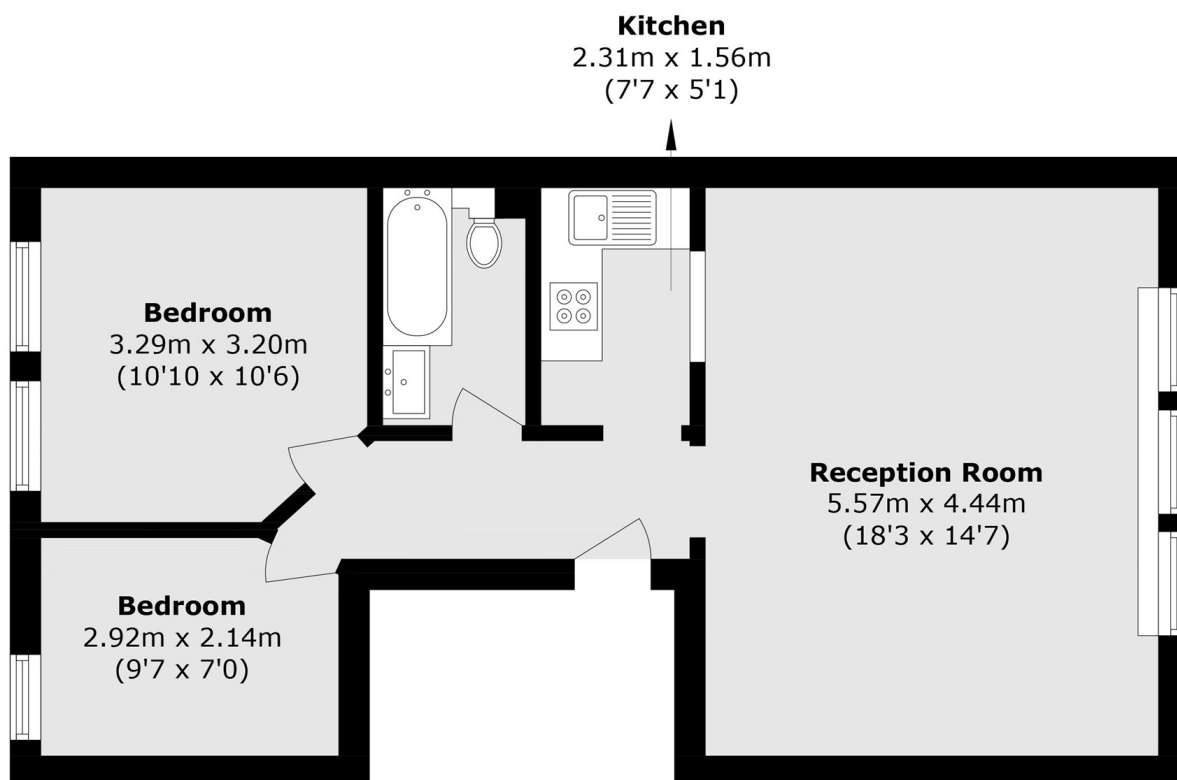 Kitchen
2.31m x 1.56m
(7'7 x 5'1)
Bedroom
3.29m x 3.20m
(10'10 x 10'6)
Reception Room
5.57m x 4.44m
(18'3 x 14'7)
Bedroom
2.92m x 2.14m
(9'7 x 7'0)